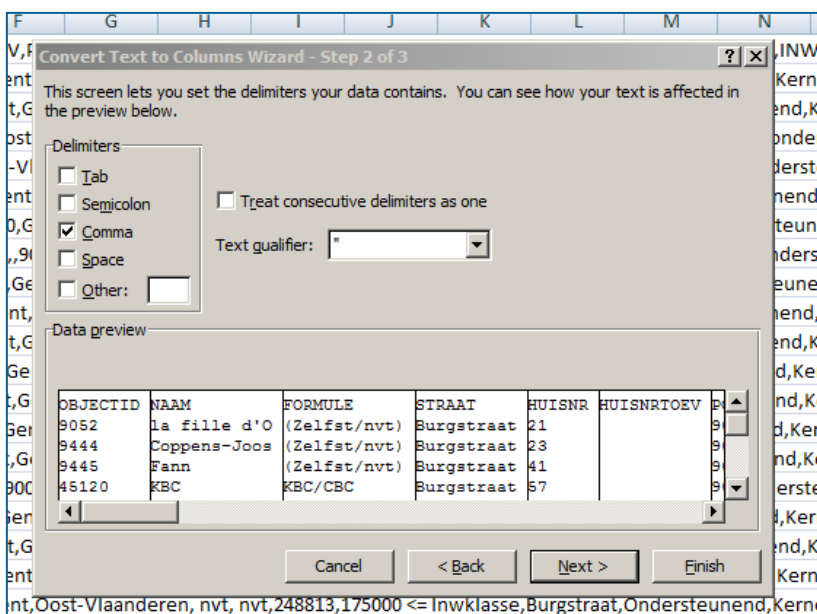 F G H I J K L M N
Convert Text to Columns Wizard - Step 2 of 3
This screen lets you set the delimiters your data contains. You can see how your text is affected in
the preview below.
Delimiters
Tab
Semicolon
Comma
Space
Other:
Treat consecutive delimiters as one
Text qualifier: "
Data preview
OBJECTID NAAM FORMULE STRAAT HUISNR HUISNRTOEV
9052 la fille d'O (Zelfst/nvt) Burgstraat 21
9444 Coppens-Joos (Zelfst/nvt) Burgstraat 23
9445 Fann (Zelfst/nvt) Burgstraat 41
45120 KBC KBC/CBC Burgstraat 57
Cancel < Back Next > Finish
ent,Oost-Vlaanderen, nvt, nvt,248813,175000 <= Inwklasse,Burgstraat,Ondersteunend,Kerne